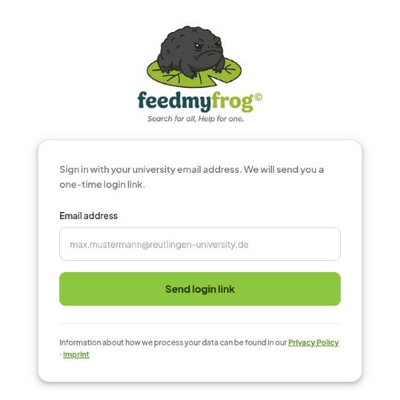 feedmyfrog©
Search for all, Help for one.
Sign in with your university email address. We will send you a
one-time login link.
Email address
max.mustermann@reutlingen-university.de
Send login link
Information about how we process your data can be found in our Privacy Policy
· Imprint